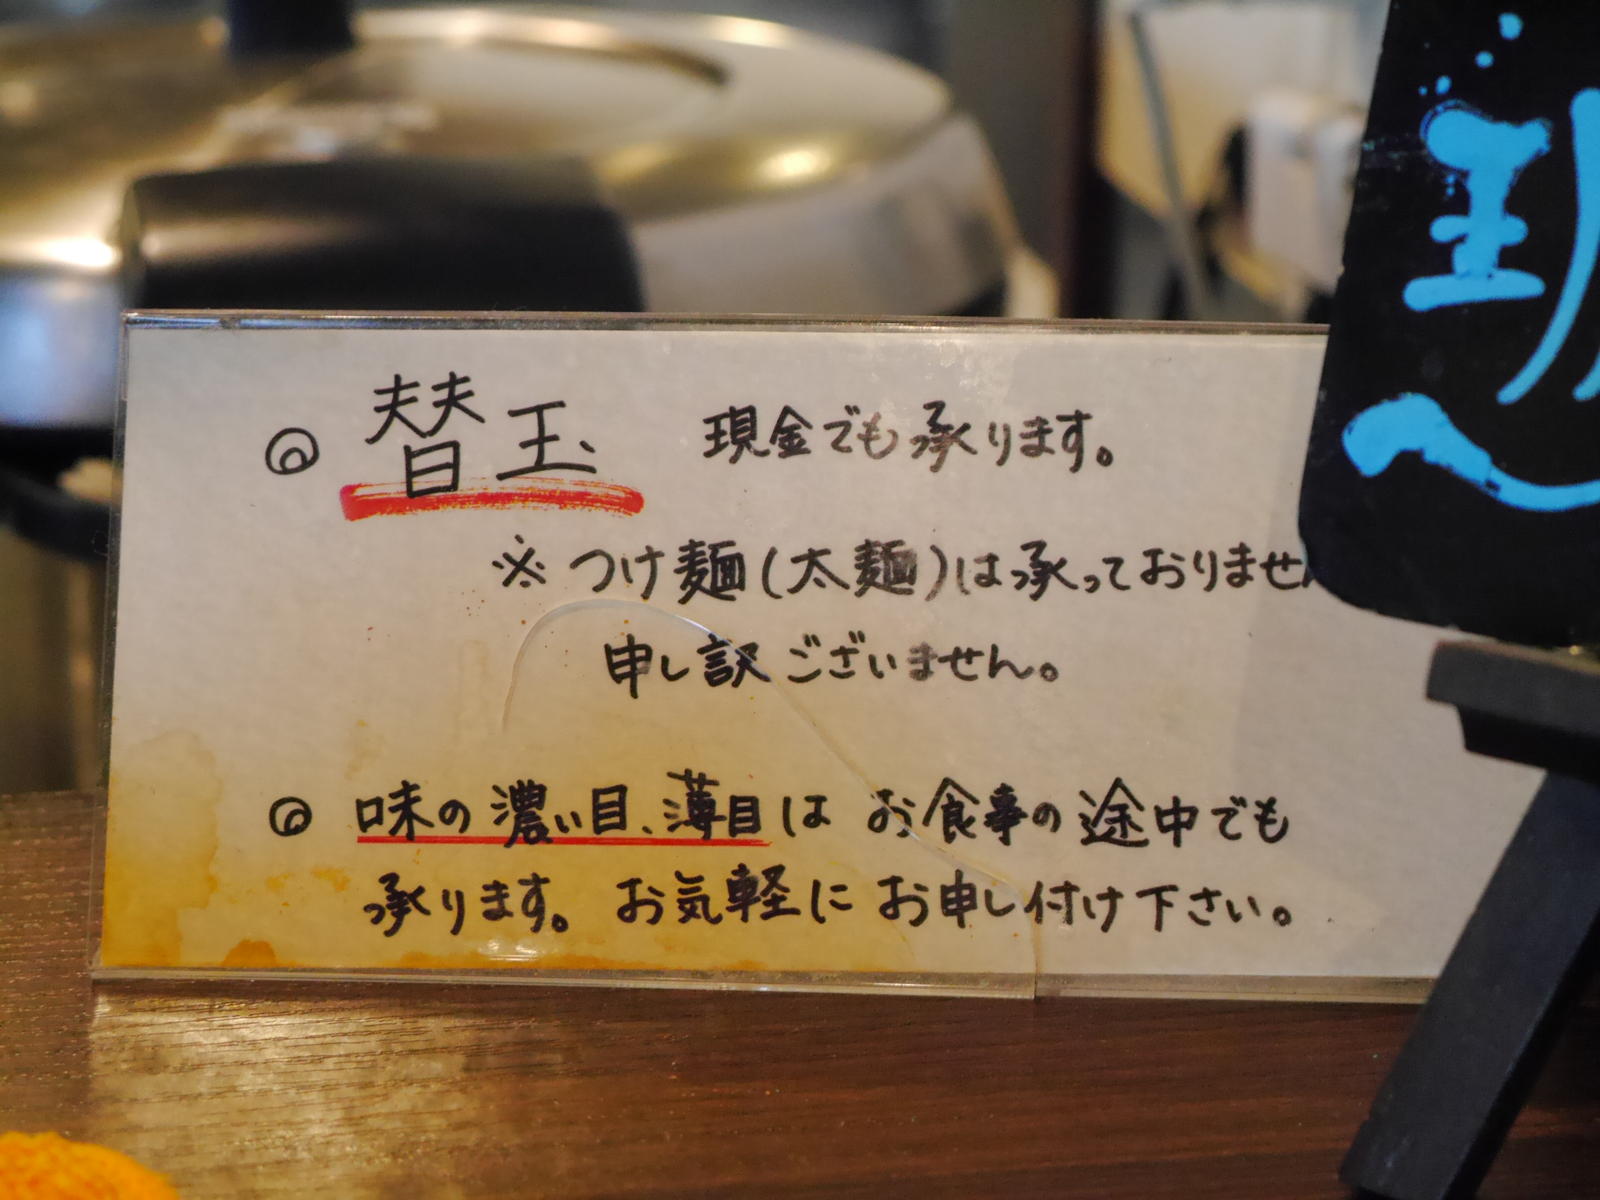 ◎ 替玉 現金でも承ります。
※つけ麺(太麺)は承っておりませ
申し訳ございません。
◎ 味の濃い目、薄目は お食事の途中でも
承ります。お気軽に お申し付け下さい。